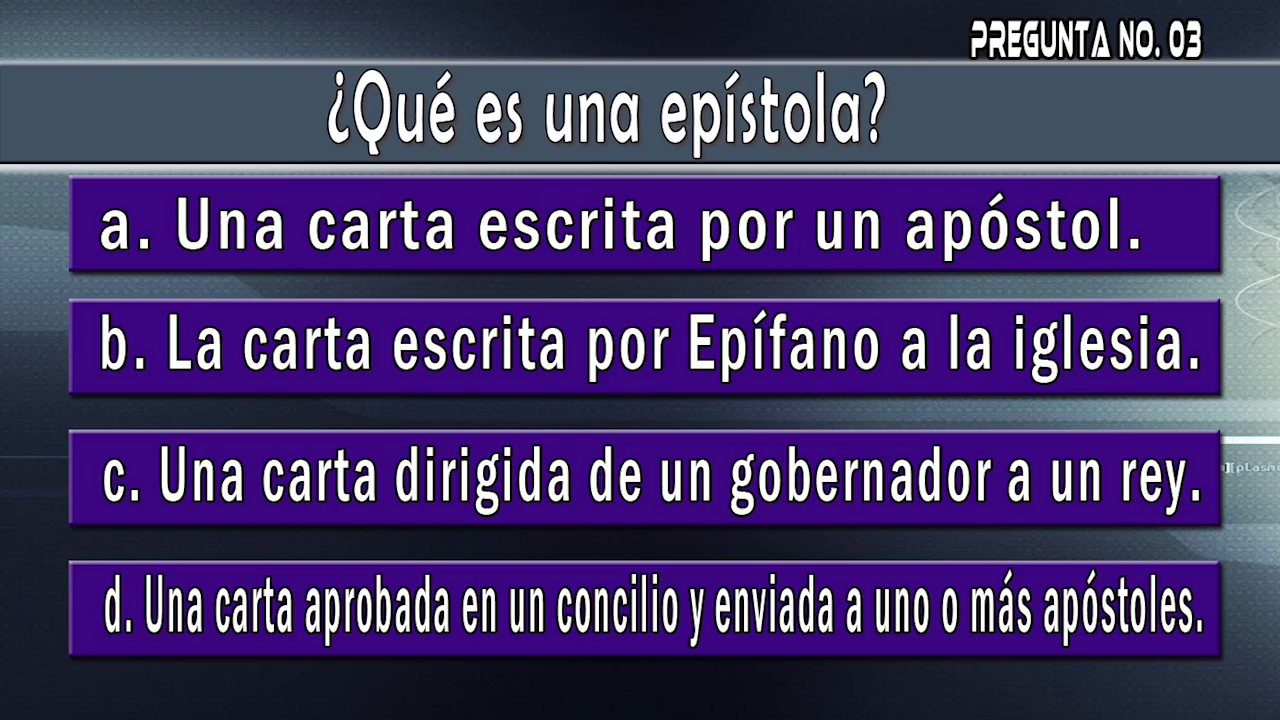 PREGUNTA NO. 03
¿Qué es una epístola?
a. Una carta escrita por un apóstol.
b. La carta escrita por Epífano a la iglesia.
c. Una carta dirigida de un gobernador a un rey.
d. Una carta aprobada en un concilio y enviada a uno o más apóstoles.